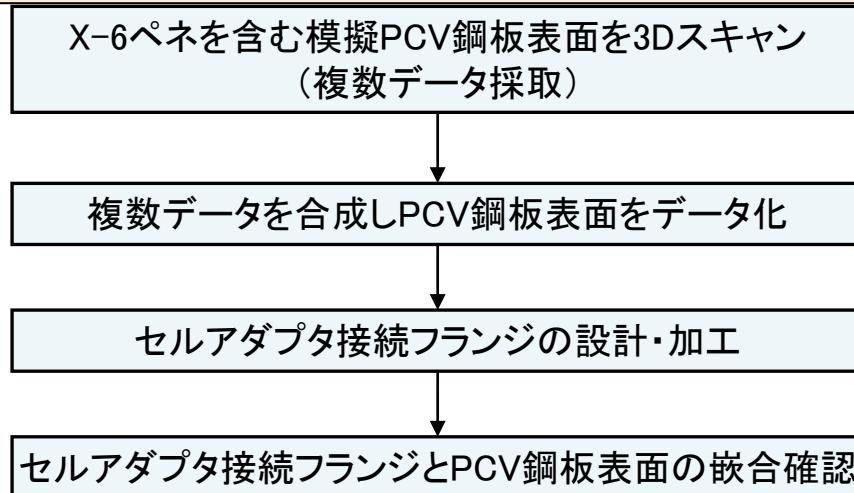 X-6ペネを含む模擬PCV鋼板表面を3Dスキャン
（複数データ採取）
複数データを合成しPCV鋼板表面をデータ化
セルアダプタ接続フランジの設計・加工
セルアダプタ接続フランジとPCV鋼板表面の嵌合確認